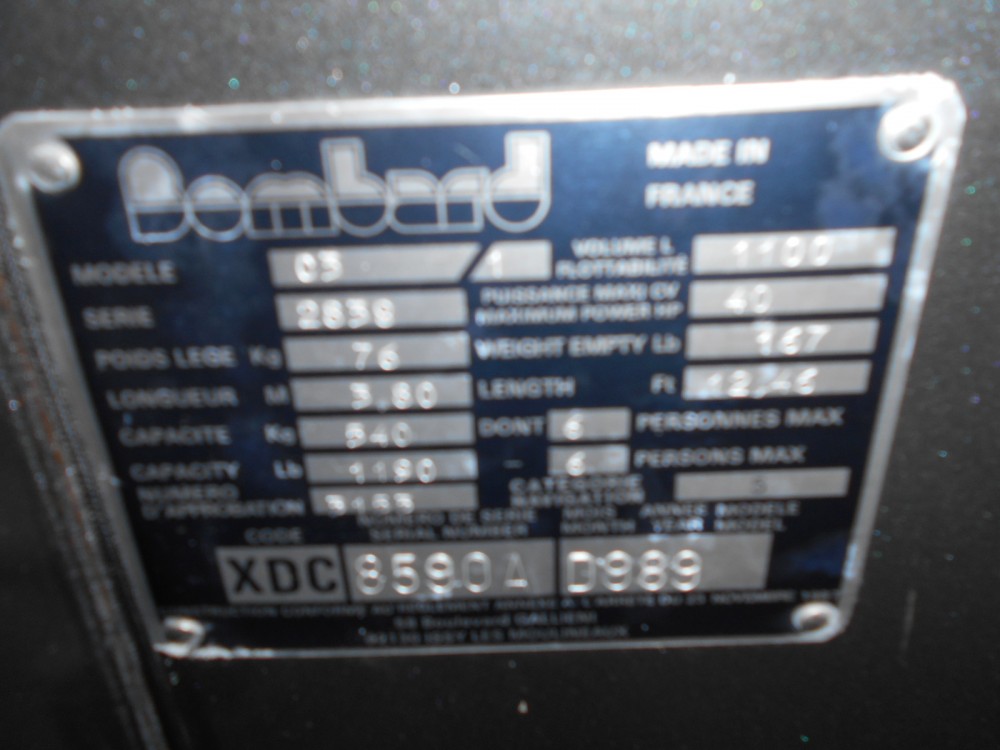 Bombard
MADE IN
FRANCE
MODELE / 1
VOLUME L 1100
FLOTTABILITE
SERIE
PUISSANCE MAXI CV 40
MAXIMUM POWER HP
POIDS LEGE Kg 76
WEIGHT EMPTY Lb 167
LONGUEUR M 3,80
LENGTH Ft 12,46
CAPACITE Kg 540
DONT 6 PERSONNES MAX
CAPACITY Lb 1190
- 6 PERSONS MAX
NUMERO
D'APPROBATION
CATEGORIE
NAVIGATION
CODE
NUMERO DE SERIE
SERIAL NUMBER
MOIS ANNEE MODELE
MONTH YEAR MODEL
XDC 8590A D989